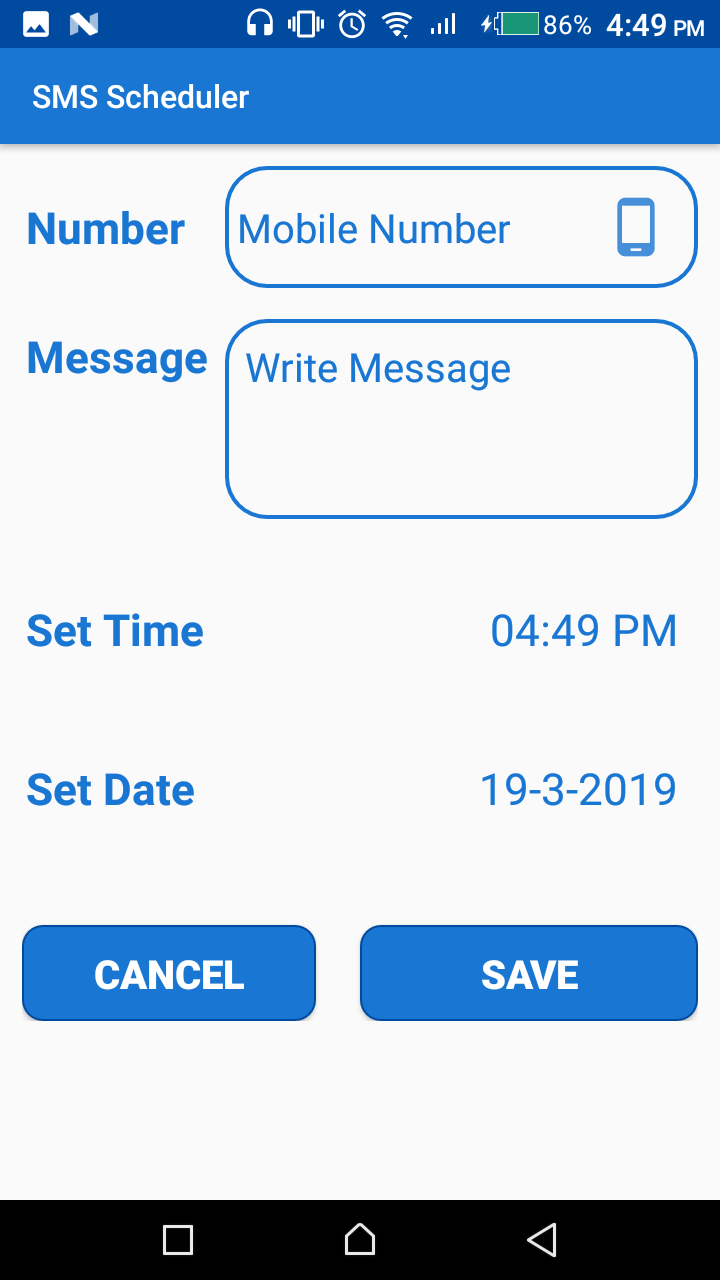 86% 4:49 PM
SMS Scheduler
Number Mobile Number
Message Write Message
Set Time 04:49 PM
Set Date 19-3-2019
CANCEL SAVE